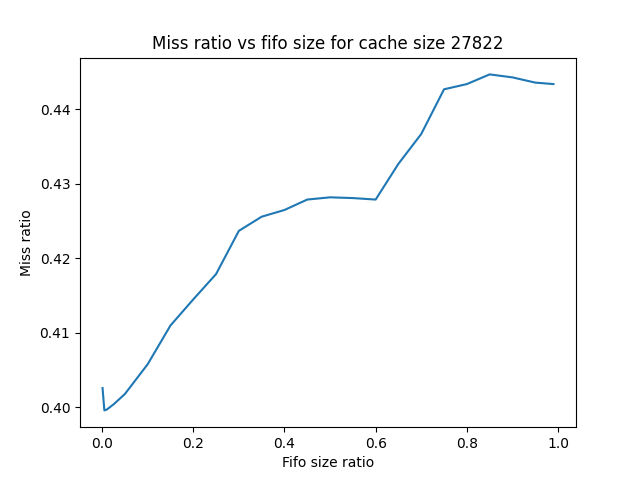 Miss ratio vs fifo size for cache size 27822
Miss ratio
0.44
0.43
0.42
0.41
0.40
0.0 0.2 0.4 0.6 0.8 1.0
Fifo size ratio